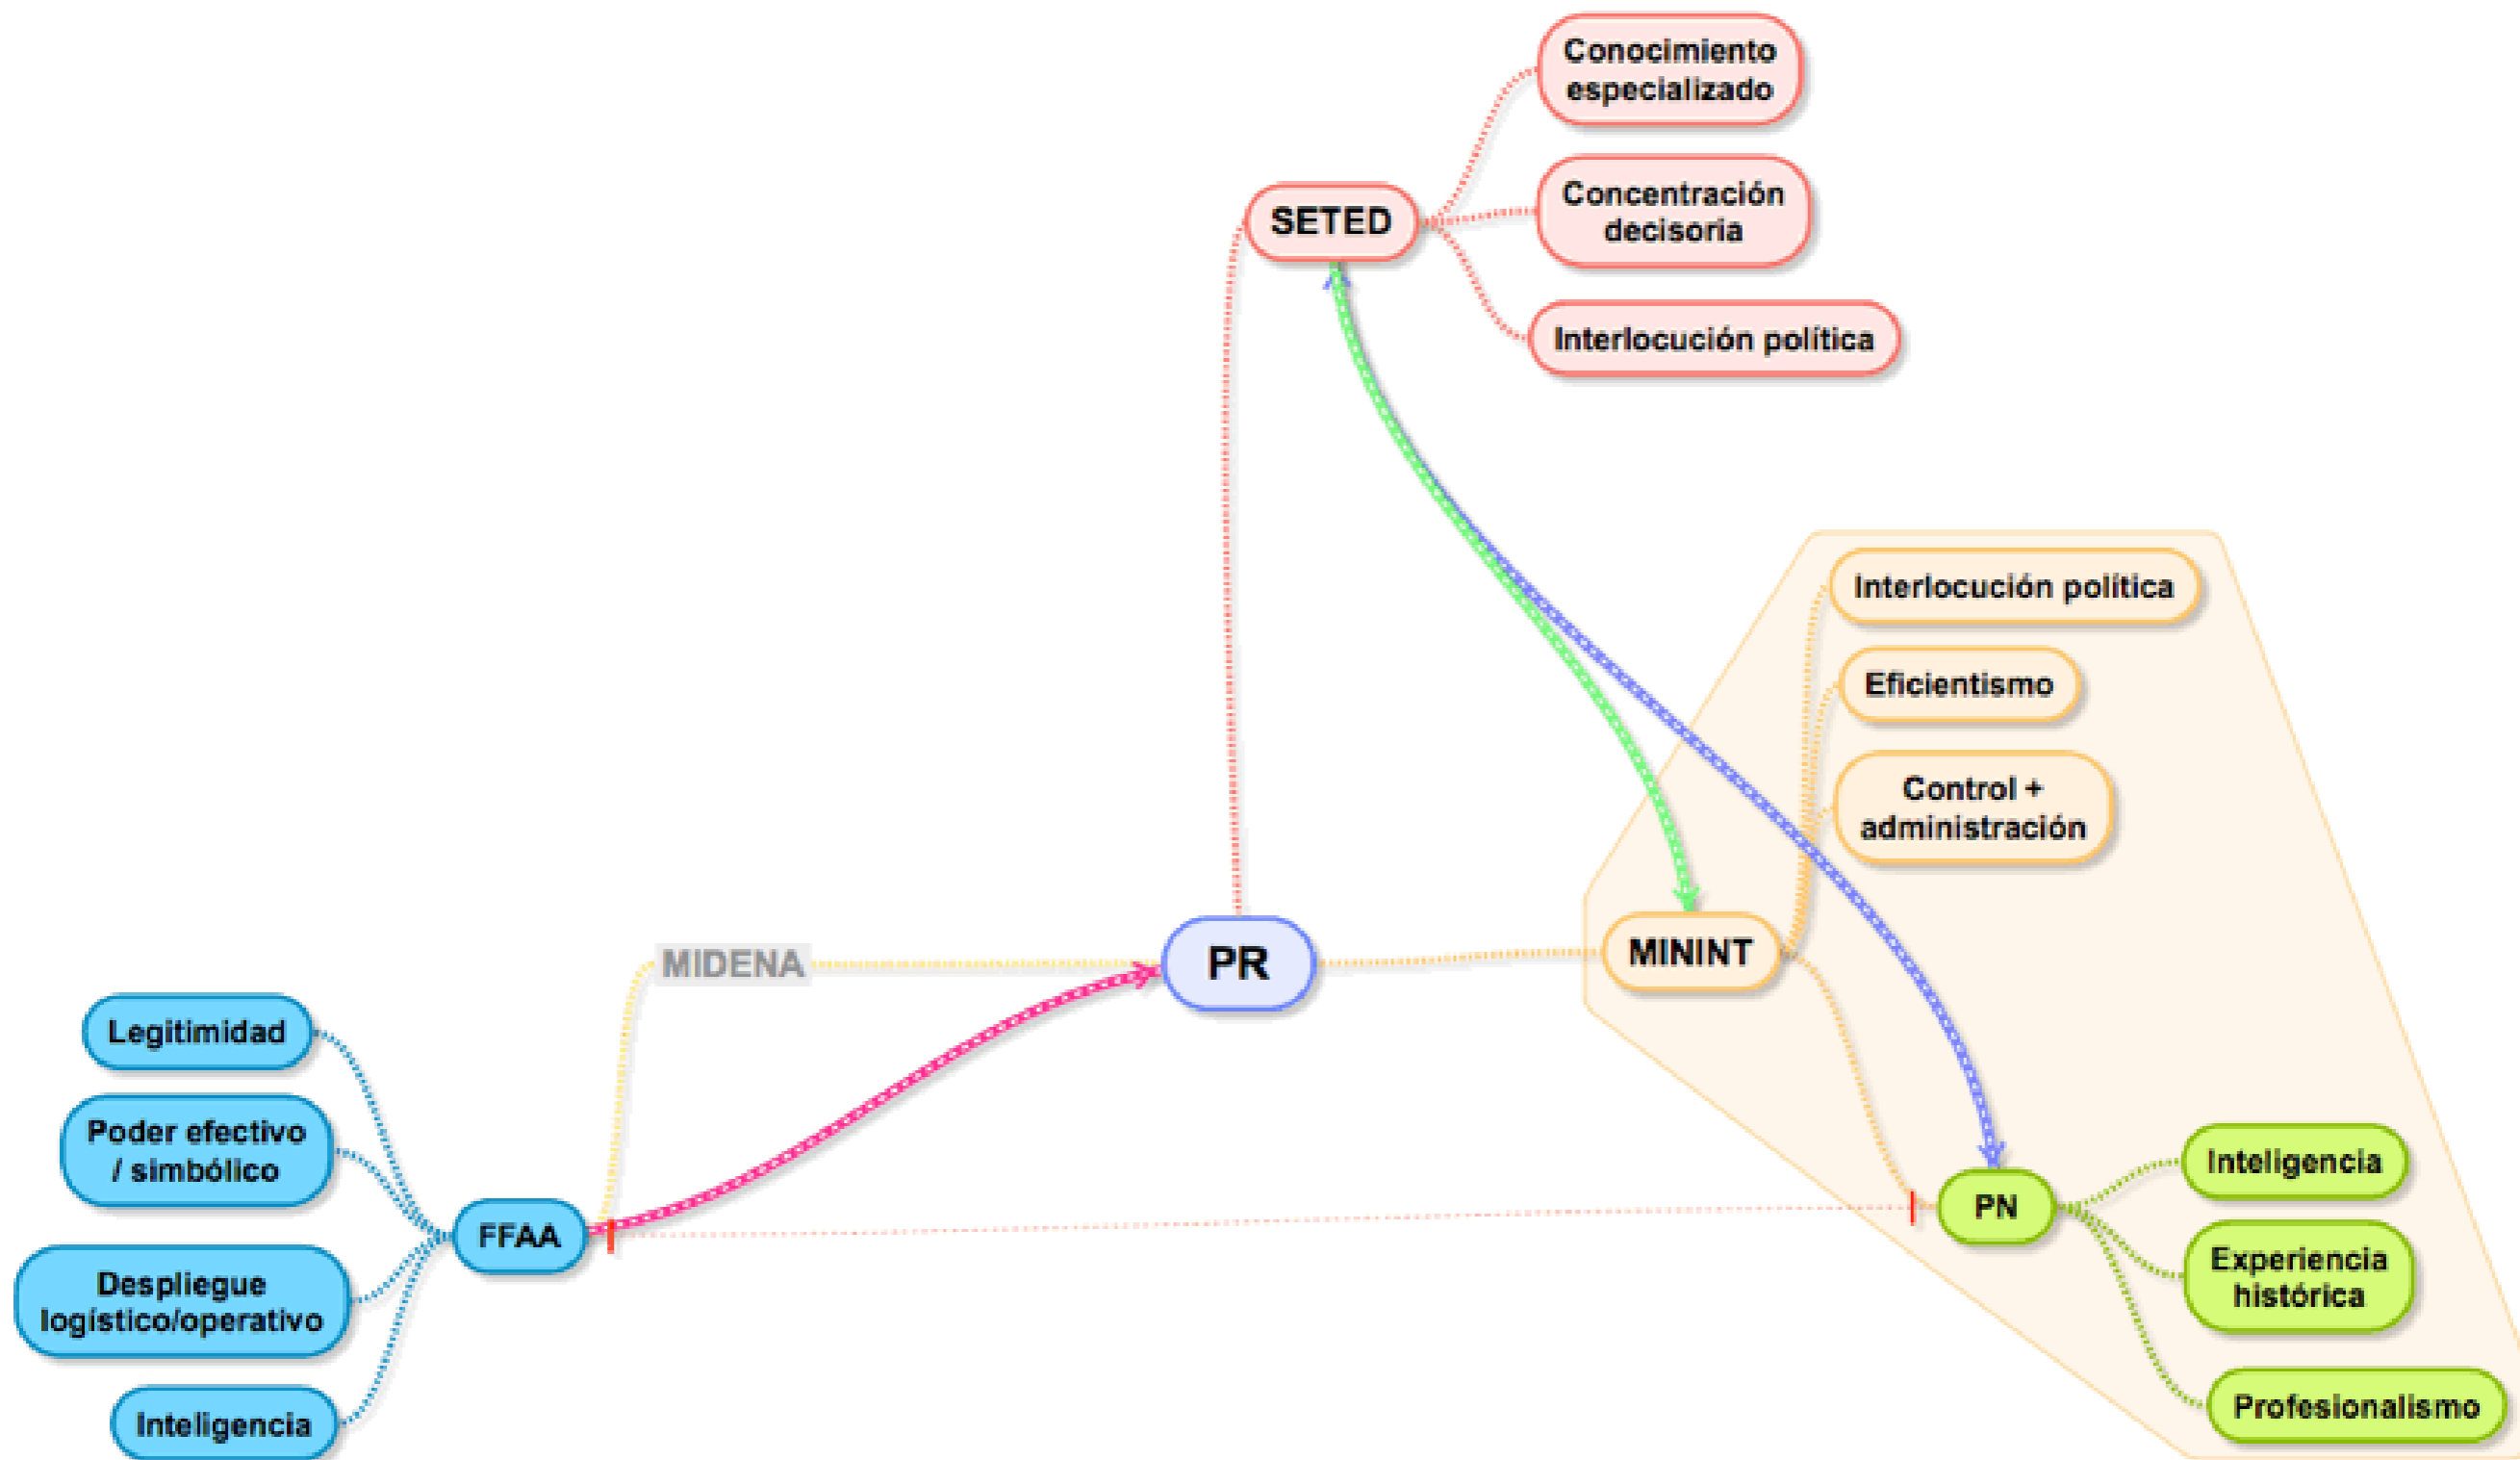 Conocimiento
especializado
SETED
Concentración
decisoria
Interlocución política
Interlocución política
Eficientismo
Control +
administración
MIDENA
PR
MININT
Legitimidad
Poder efectivo
/ simbólico
Despliegue
logístico/operativo
Inteligencia
FFAA
PN
Inteligencia
Experiencia
histórica
Profesionalismo